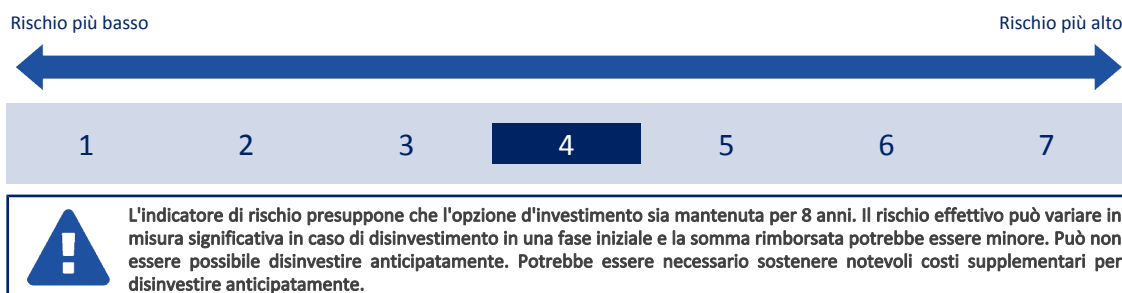 Rischio più basso Rischio più alto
1 2 3 4 5 6 7
L'indicatore di rischio presuppone che l'opzione d'investimento sia mantenuta per 8 anni. Il rischio effettivo può variare in
misura significativa in caso di disinvestimento in una fase iniziale e la somma rimborsata potrebbe essere minore. Può non
essere possibile disinvestire anticipatamente. Potrebbe essere necessario sostenere notevoli costi supplementari per
disinvestire anticipatamente.